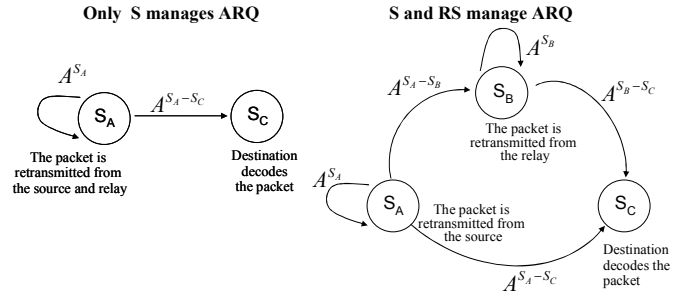 Only S manages ARQ
A^{S_A}
A^{S_A-S_C}
S_A
S_C
The packet is
retransmitted from
the source and relay
Destination
decodes
the packet
S and RS manage ARQ
A^{S_B}
A^{S_A-S_B}
S_B
A^{S_B-S_C}
The packet is
retransmitted from
the relay
A^{S_A}
S_A
The packet is
retransmitted from
the source
S_C
A^{S_A-S_C}
Destination
decodes the
packet